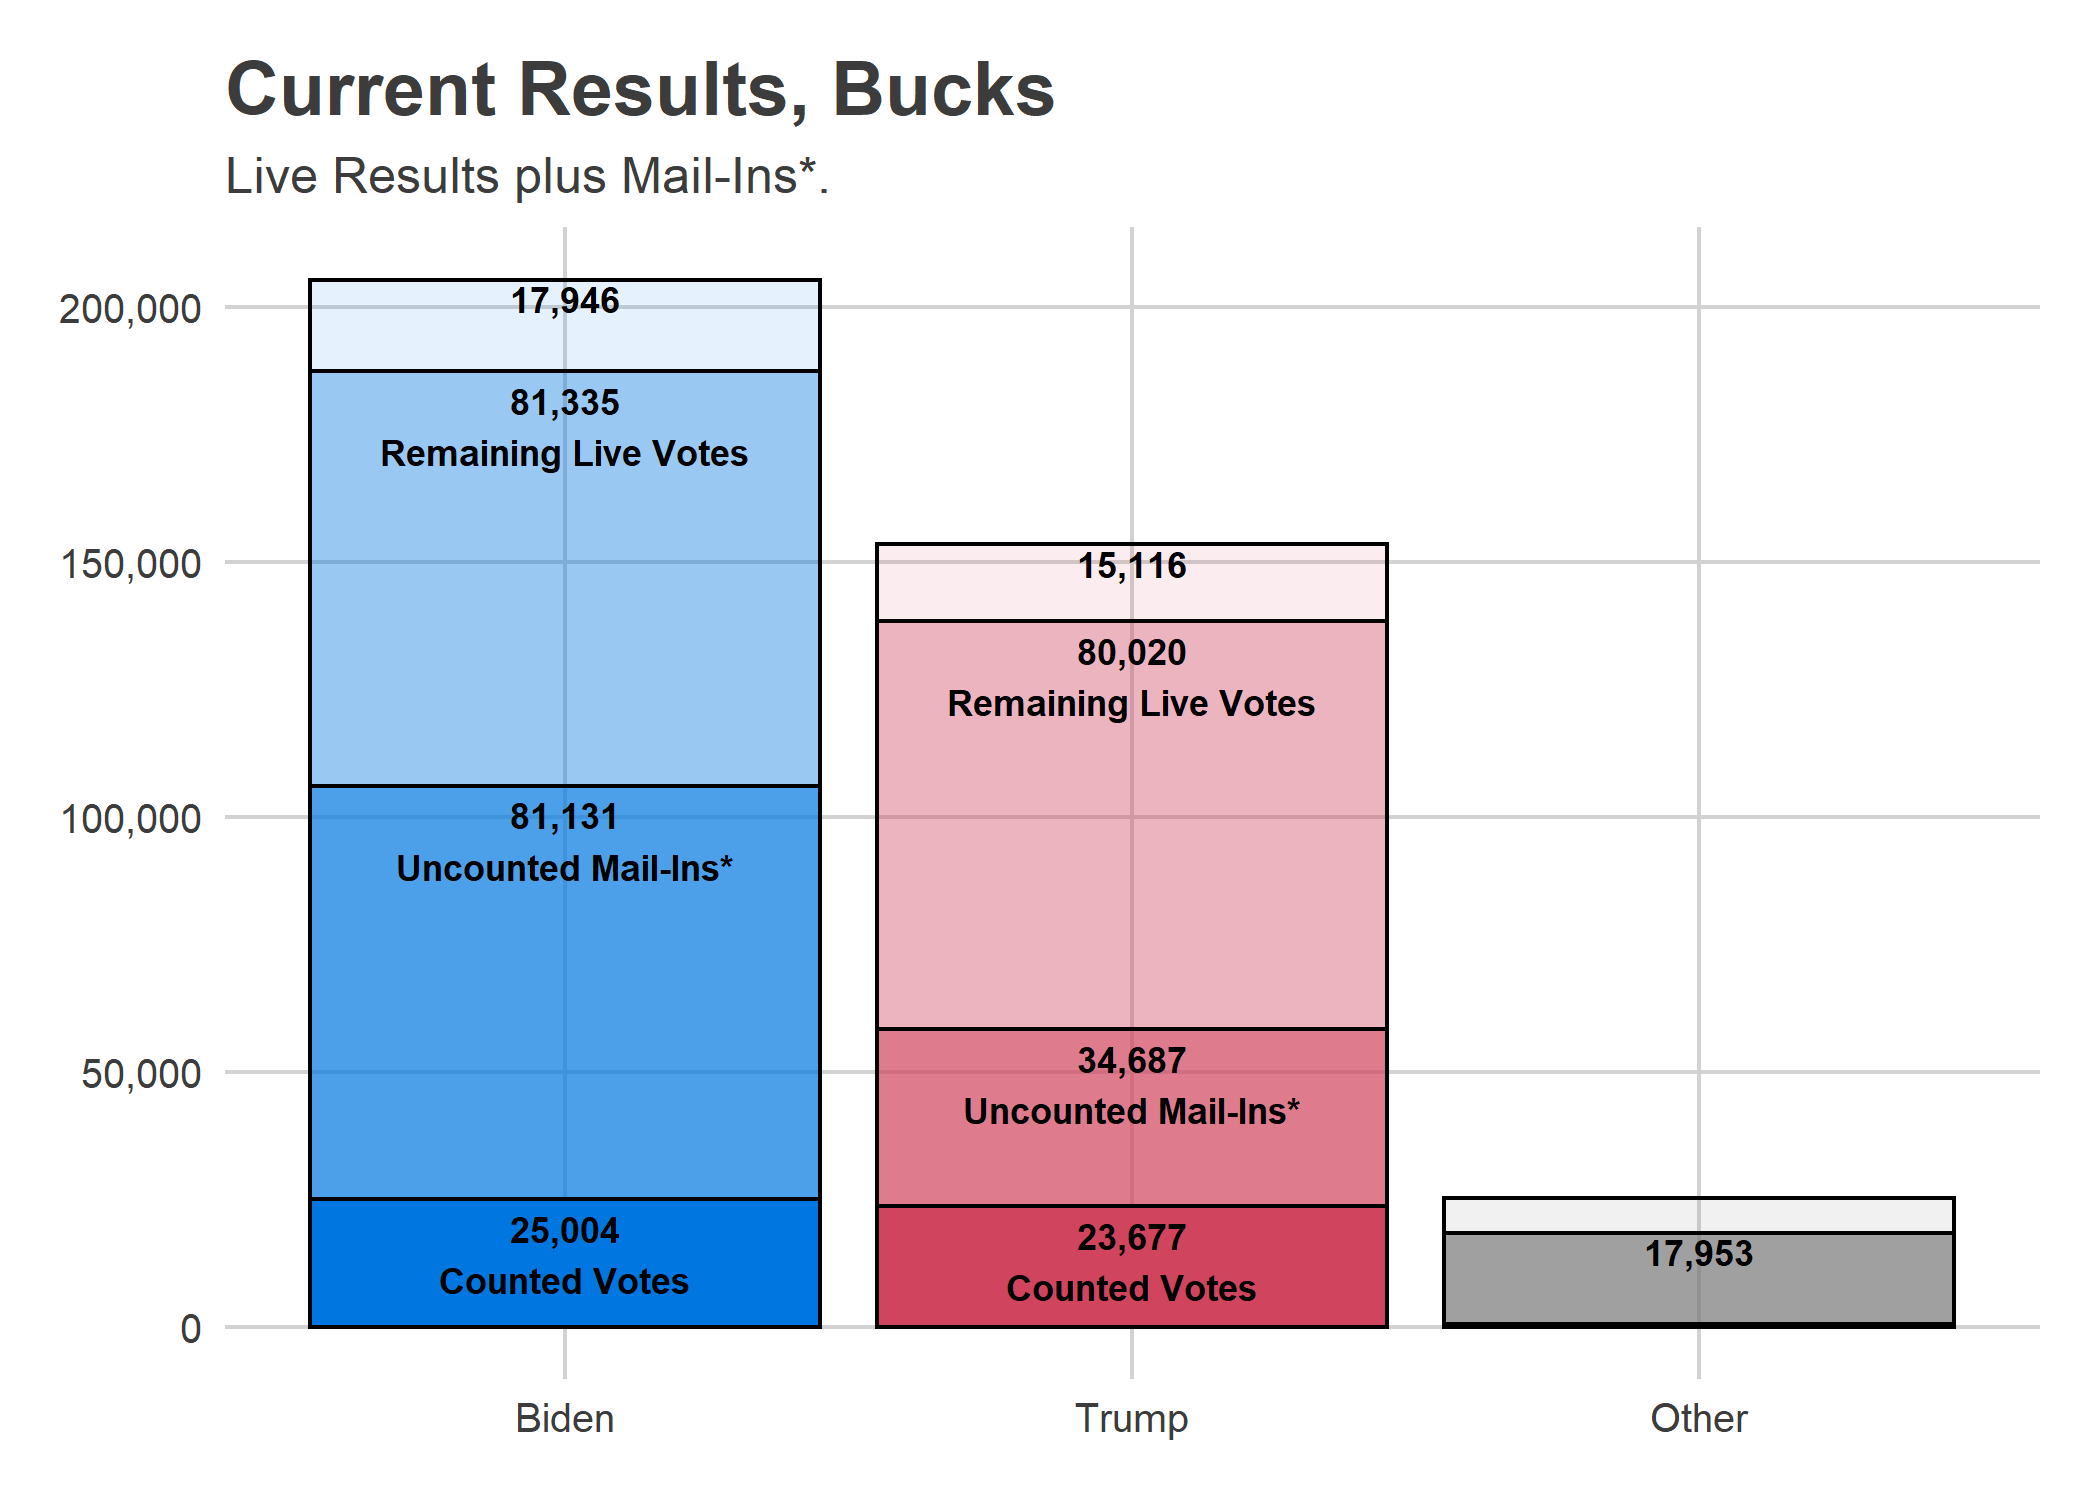 Current Results, Bucks
Live Results plus Mail-Ins*.
200,000
150,000
100,000
50,000
0
17,946
81,335
Remaining Live Votes
81,131
Uncounted Mail-Ins*
25,004
Counted Votes
15,116
80,020
Remaining Live Votes
34,687
Uncounted Mail-Ins*
23,677
Counted Votes
17,953
Biden
Trump
Other